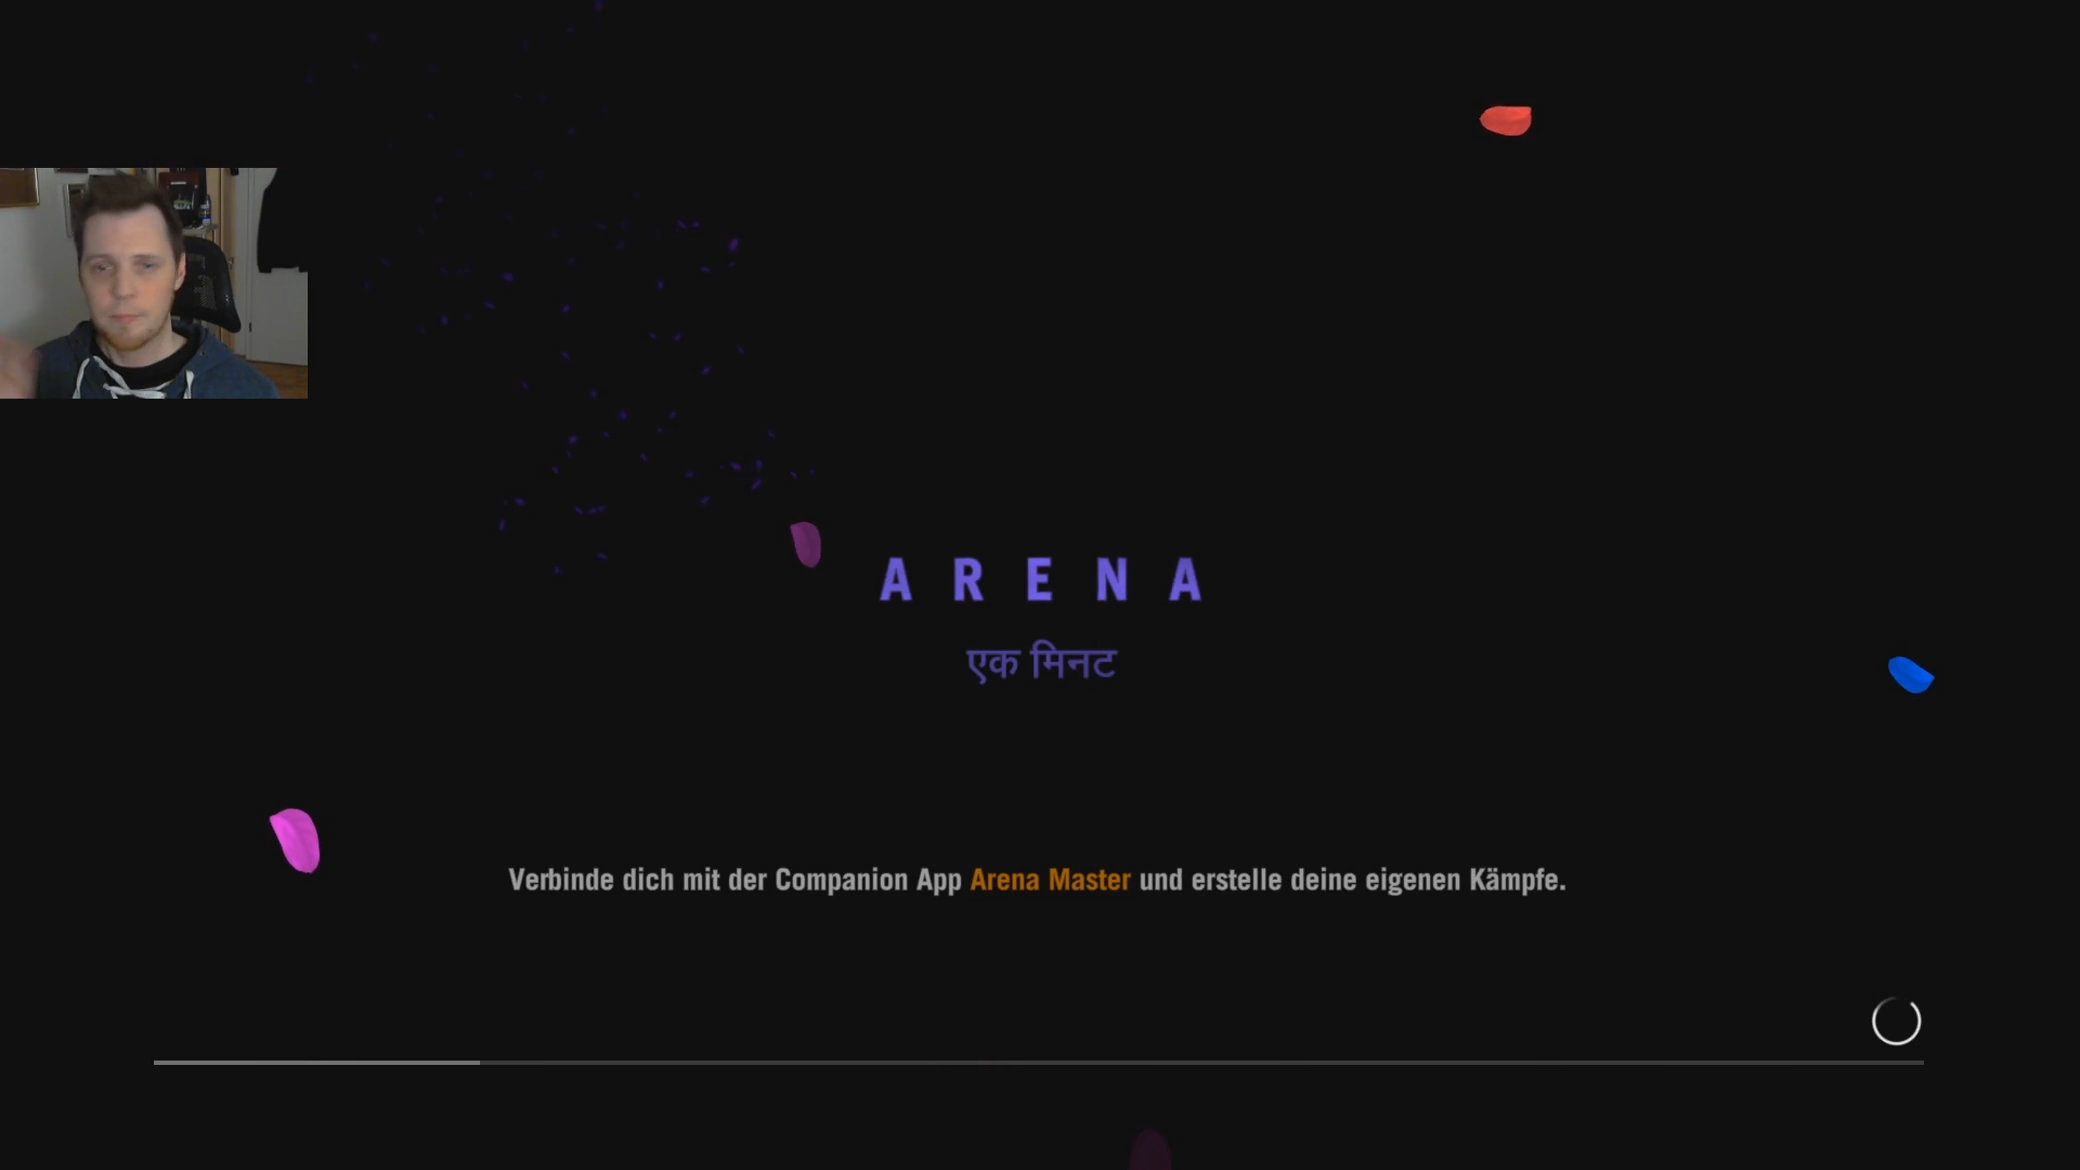 ARENA
एक मिनट
Verbinde dich mit der Companion App Arena Master und erstelle deine eigenen Kämpfe.